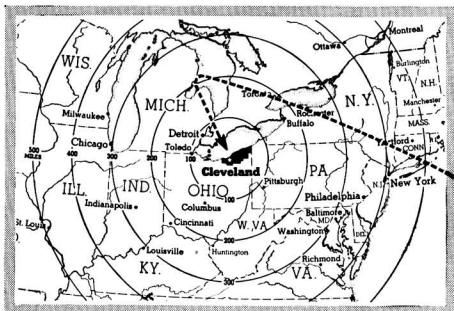 Montreal
Ottawa
WIS.
Burlington
VT.
N.H.
MICH.
N.Y.
Manchester
Rochester
MASS.
Milwaukee
Buffalo
Detroit
Chicago
Toledo
CONN.
500 MILES
400
300
200
100
Cleveland
New York
PA
N.J.
ILL.
IND.
OHIO
Pittsburgh
Philadelphia
100
Indianapolis
Columbus
Baltimore
MD.
W. VA
Cincinnati
Washington
DEL.
St. Louis
200
Louisville
Huntington
Richmond
KY.
VA.
300